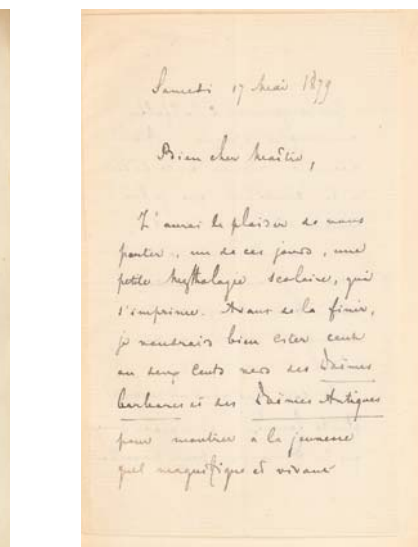 Samedi 17 Mai 1879
Bien cher Maître,
J'aurai le plaisir de vous
porter, un de ces jours, une
petite Mythologie scolaire, qui
s'imprime. Avant de la finir,
je voudrais bien citer cent
ou deux cents vers des Poèmes
barbares et des Poèmes Antiques
pour montrer à la jeunesse
quel magnifique et vivant